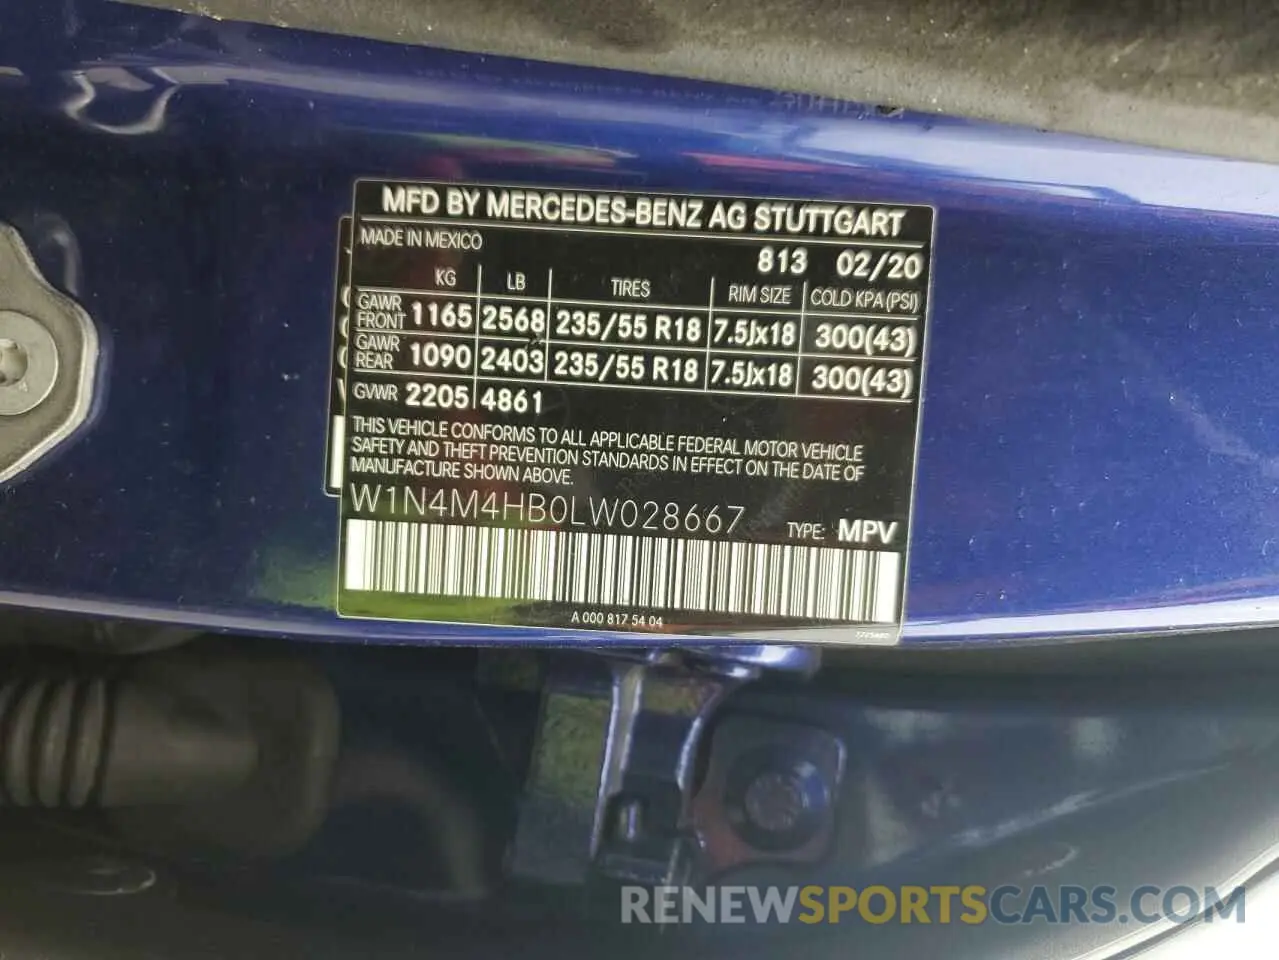 MFD BY MERCEDES-BENZ AG STUTTGART
MADE IN MEXICO 813 02/20
KG LB TIRES RIM SIZE COLD KPA (PSI)
GAWR FRONT 1165 2568 235/55 R18 7.5Jx18 300(43)
GAWR REAR 1090 2403 235/55 R18 7.5Jx18 300(43)
GVWR 2205 4861
THIS VEHICLE CONFORMS TO ALL APPLICABLE FEDERAL MOTOR VEHICLE
SAFETY AND THEFT PREVENTION STANDARDS IN EFFECT ON THE DATE OF
MANUFACTURE SHOWN ABOVE.
W1N4M4HB0LW028667 TYPE: MPV
A 000 817 54 04
RENEWSPORTSCARS.COM